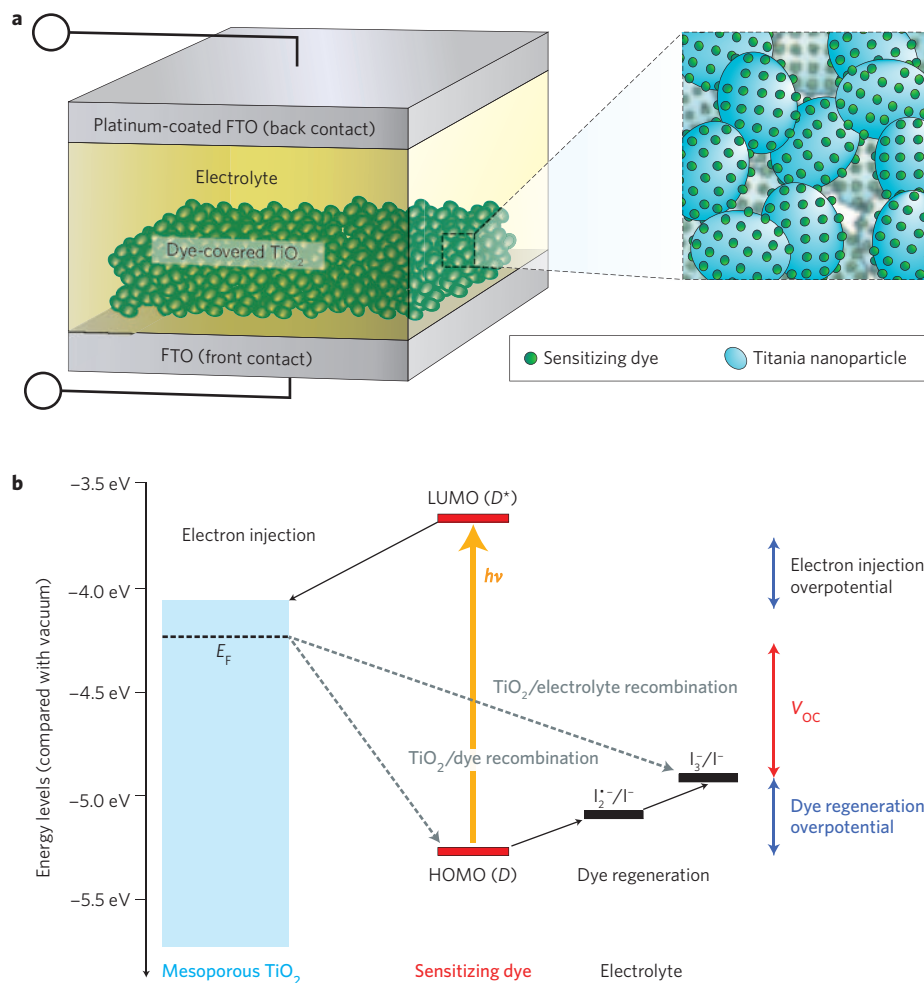 a
Platinum-coated FTO (back contact)
Electrolyte
Dye-covered TiO₂
FTO (front contact)
Sensitizing dye
Titania nanoparticle
b
Energy levels (compared with vacuum)
−3.5 eV
−4.0 eV
−4.5 eV
−5.0 eV
−5.5 eV
Electron injection
LUMO (D*)
hν
E_F
TiO₂/electrolyte recombination
TiO₂/dye recombination
I₃⁻/I⁻
I₂•⁻/I⁻
HOMO (D)
Dye regeneration
Electron injection
overpotential
V_OC
Dye regeneration
overpotential
Mesoporous TiO₂
Sensitizing dye
Electrolyte